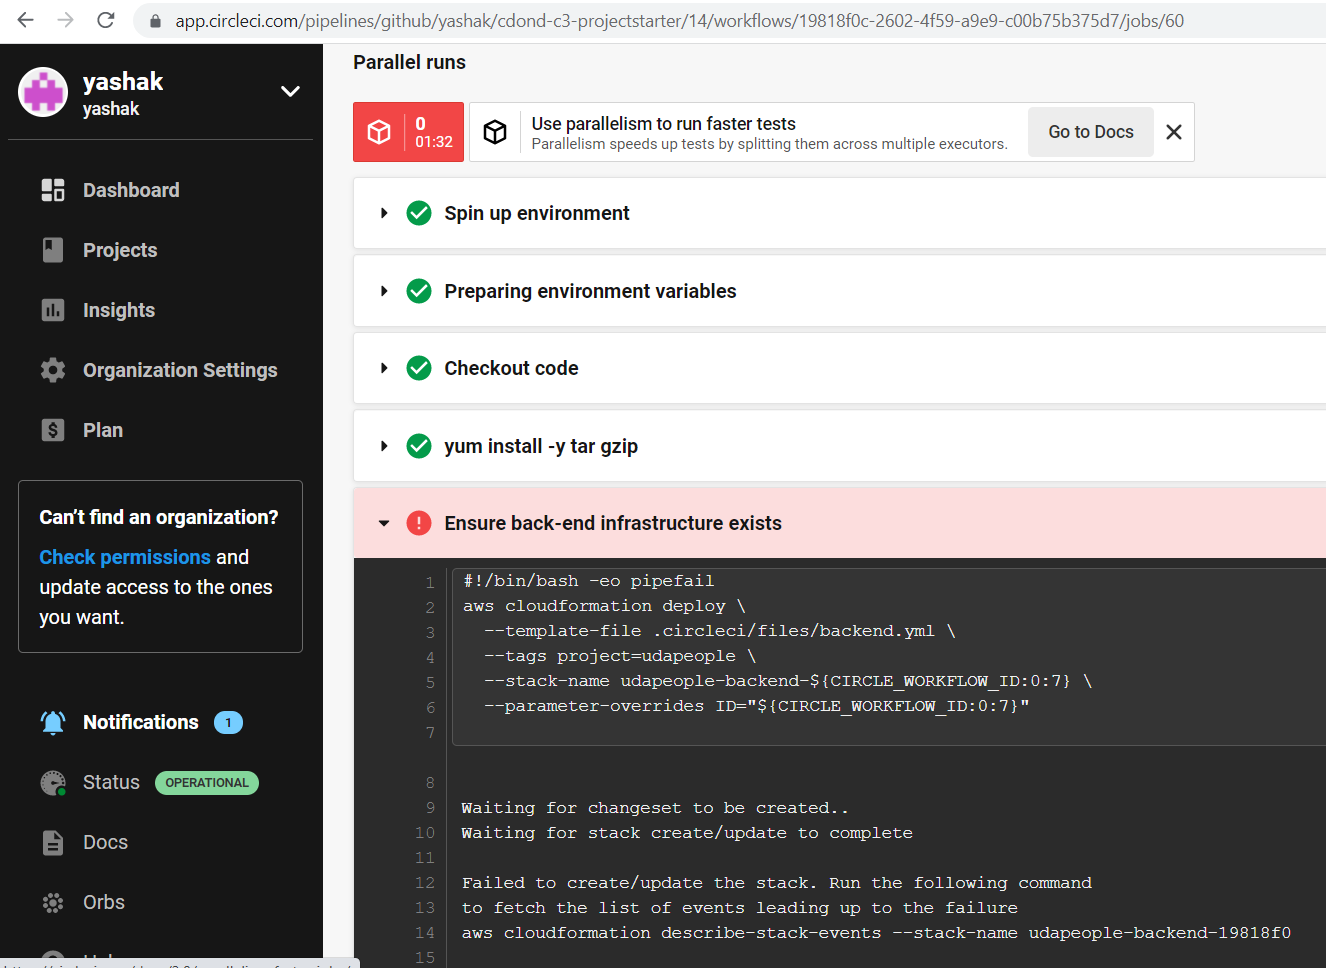 app.circleci.com/pipelines/github/yashak/cdond-c3-projectstarter/14/workflows/19818f0c-2602-4f59-a9e9-c00b75b375d7/jobs/60
yashak
yashak
Dashboard
Projects
Insights
Organization Settings
Plan
Can't find an organization?
Check permissions and
update access to the ones
you want.
Notifications 1
Status OPERATIONAL
Docs
Orbs
Parallel runs
0
01:32
Use parallelism to run faster tests
Parallelism speeds up tests by splitting them across multiple executors.
Go to Docs
Spin up environment
Preparing environment variables
Checkout code
yum install -y tar gzip
Ensure back-end infrastructure exists
1 #!/bin/bash -eo pipefail
2 aws cloudformation deploy \
3 --template-file .circleci/files/backend.yml \
4 --tags project=udapeople \
5 --stack-name udapeople-backend-${CIRCLE_WORKFLOW_ID:0:7} \
6 --parameter-overrides ID="${CIRCLE_WORKFLOW_ID:0:7}"
7
8
9 Waiting for changeset to be created..
10 Waiting for stack create/update to complete
11
12 Failed to create/update the stack. Run the following command
13 to fetch the list of events leading up to the failure
14 aws cloudformation describe-stack-events --stack-name udapeople-backend-19818f0
15